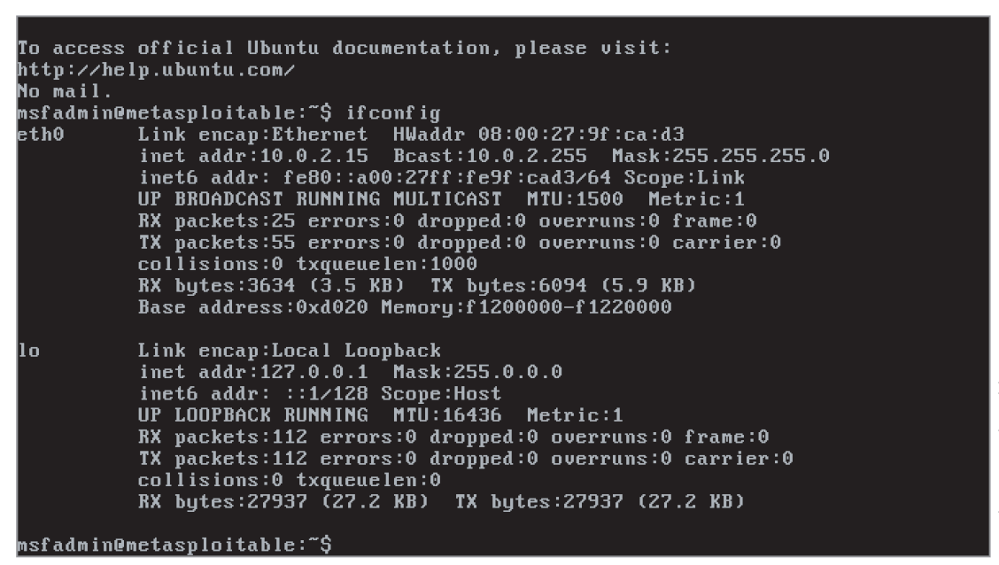 To access official Ubuntu documentation, please visit:
http://help.ubuntu.com/
No mail.
msfadmin@metasploitable:~$ ifconfig
eth0      Link encap:Ethernet  HWaddr 08:00:27:9f:ca:d3
          inet addr:10.0.2.15  Bcast:10.0.2.255  Mask:255.255.255.0
          inet6 addr: fe80::a00:27ff:fe9f:cad3/64 Scope:Link
          UP BROADCAST RUNNING MULTICAST  MTU:1500  Metric:1
          RX packets:25 errors:0 dropped:0 overruns:0 frame:0
          TX packets:55 errors:0 dropped:0 overruns:0 carrier:0
          collisions:0 txqueuelen:1000
          RX bytes:3634 (3.5 KB)  TX bytes:6094 (5.9 KB)
          Base address:0xd020 Memory:f1200000-f1220000
lo        Link encap:Local Loopback
          inet addr:127.0.0.1  Mask:255.0.0.0
          inet6 addr: ::1/128 Scope:Host
          UP LOOPBACK RUNNING  MTU:16436  Metric:1
          RX packets:112 errors:0 dropped:0 overruns:0 frame:0
          TX packets:112 errors:0 dropped:0 overruns:0 carrier:0
          collisions:0 txqueuelen:0
          RX bytes:27937 (27.2 KB)  TX bytes:27937 (27.2 KB)
msfadmin@metasploitable:~$